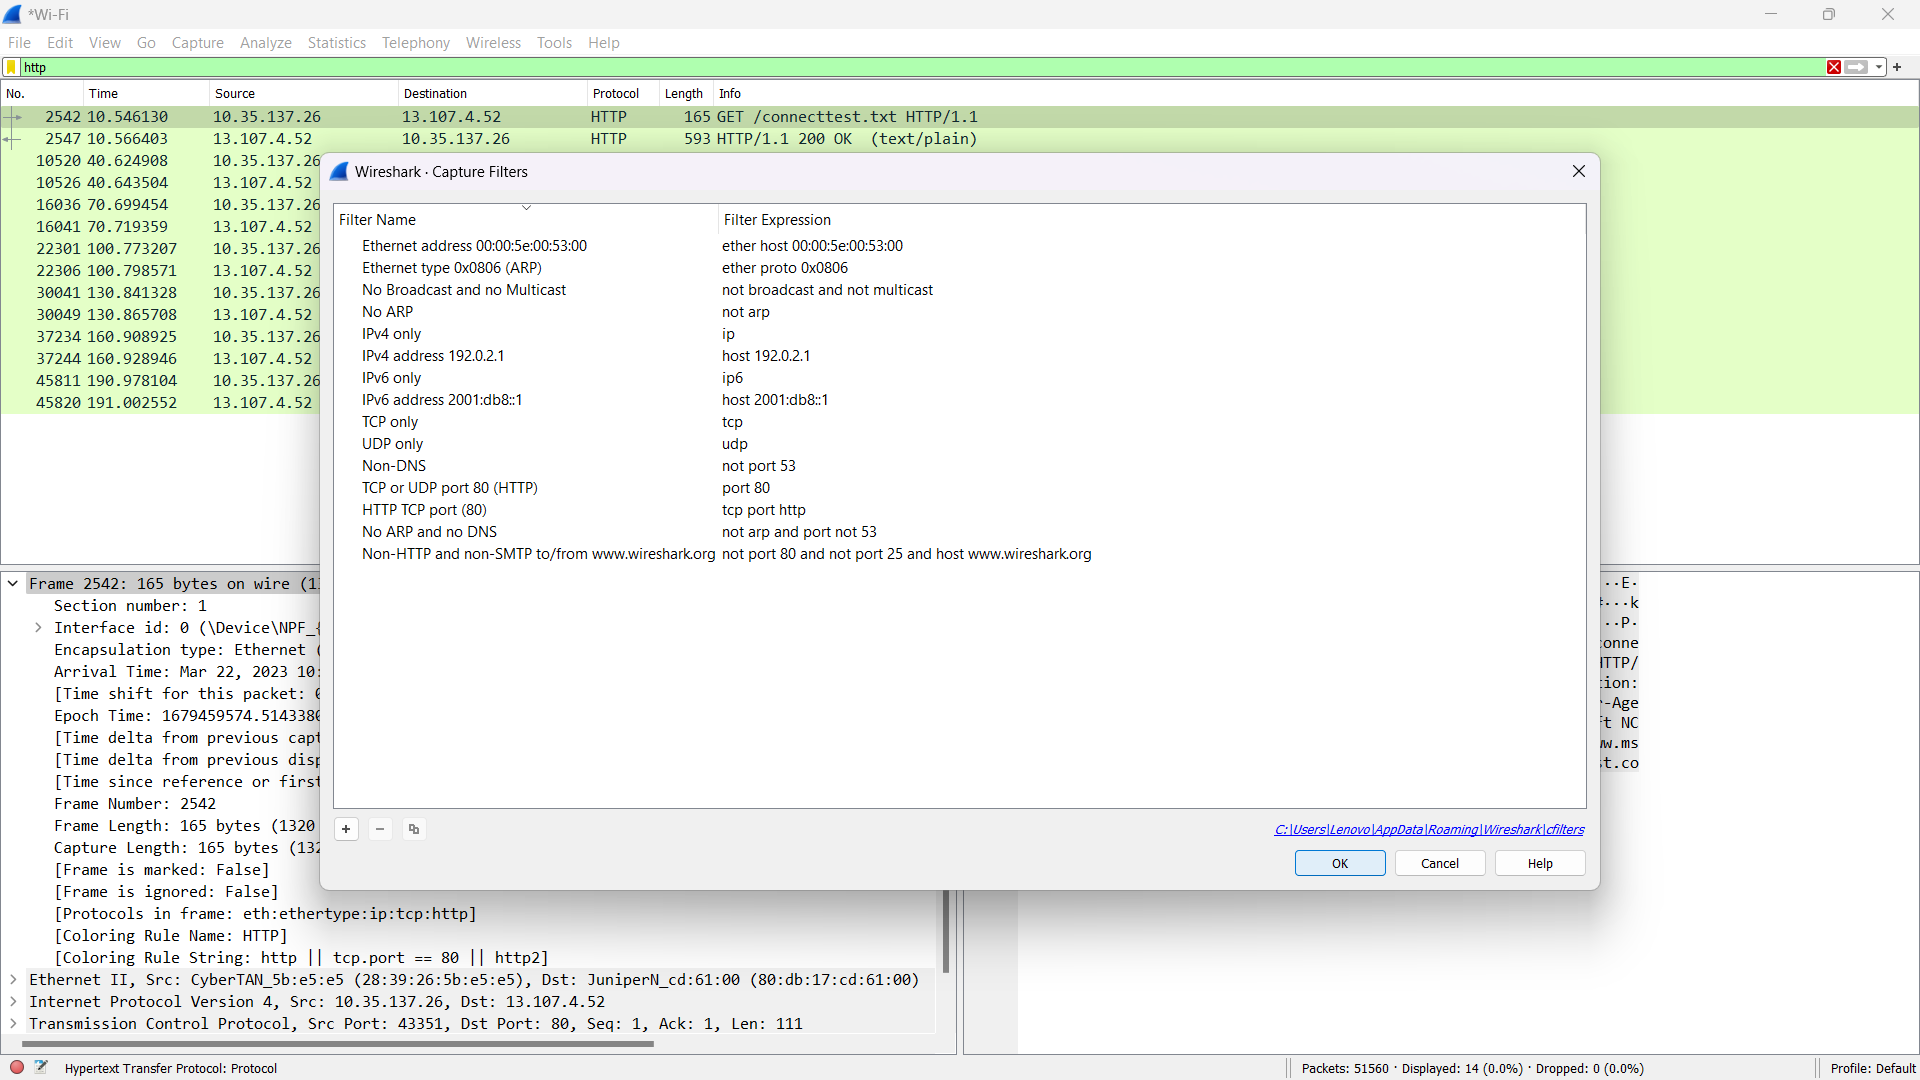 *Wi-Fi
File Edit View Go Capture Analyze Statistics Telephony Wireless Tools Help
http
No. Time Source Destination Protocol Length Info
2542 10.546130 10.35.137.26 13.107.4.52 HTTP 165 GET /connecttest.txt HTTP/1.1
2547 10.566403 13.107.4.52 10.35.137.26 HTTP 593 HTTP/1.1 200 OK (text/plain)
10520 40.624908 10.35.137.26
10526 40.643504 13.107.4.52
16036 70.699454 10.35.137.26
16041 70.719359 13.107.4.52
22301 100.773207 10.35.137.26
22306 100.798571 13.107.4.52
30041 130.841328 10.35.137.26
30049 130.865708 13.107.4.52
37234 160.908925 10.35.137.26
37244 160.928946 13.107.4.52
45811 190.978104 10.35.137.26
45820 191.002552 13.107.4.52
Wireshark · Capture Filters
Filter Name Filter Expression
Ethernet address 00:00:5e:00:53:00 ether host 00:00:5e:00:53:00
Ethernet type 0x0806 (ARP) ether proto 0x0806
No Broadcast and no Multicast not broadcast and not multicast
No ARP not arp
IPv4 only ip
IPv4 address 192.0.2.1 host 192.0.2.1
IPv6 only ip6
IPv6 address 2001:db8::1 host 2001:db8::1
TCP only tcp
UDP only udp
Non-DNS not port 53
TCP or UDP port 80 (HTTP) port 80
HTTP TCP port (80) tcp port http
No ARP and no DNS not arp and port not 53
Non-HTTP and non-SMTP to/from www.wireshark.org not port 80 and not port 25 and host www.wireshark.org
C:\Users\Lenovo\AppData\Roaming\Wireshark\cfilters
OK Cancel Help
Frame 2542: 165 bytes on wire (13
Section number: 1
Interface id: 0 (\Device\NPF_{
Encapsulation type: Ethernet (
Arrival Time: Mar 22, 2023 10:
[Time shift for this packet: 0
Epoch Time: 1679459574.5143380
[Time delta from previous capt
[Time delta from previous disp
[Time since reference or first
Frame Number: 2542
Frame Length: 165 bytes (1320
Capture Length: 165 bytes (132
[Frame is marked: False]
[Frame is ignored: False]
[Protocols in frame: eth:ethertype:ip:tcp:http]
[Coloring Rule Name: HTTP]
[Coloring Rule String: http || tcp.port == 80 || http2]
Ethernet II, Src: CyberTAN_5b:e5:e5 (28:39:26:5b:e5:e5), Dst: JuniperN_cd:61:00 (80:db:17:cd:61:00)
Internet Protocol Version 4, Src: 10.35.137.26, Dst: 13.107.4.52
Transmission Control Protocol, Src Port: 43351, Dst Port: 80, Seq: 1, Ack: 1, Len: 111
··E·
···k
··P·
conne
HTTP/
tion:
r-Age
ft NC
ww.ms
st.co
Hypertext Transfer Protocol: Protocol
Packets: 51560 · Displayed: 14 (0.0%) · Dropped: 0 (0.0%)
Profile: Default